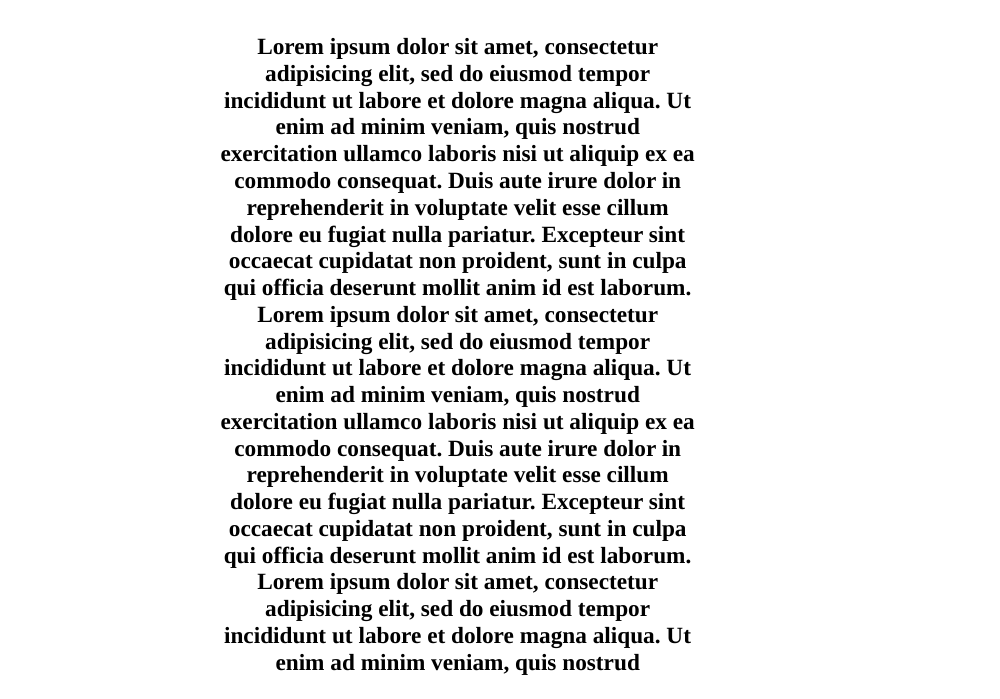 Lorem ipsum dolor sit amet, consectetur
adipisicing elit, sed do eiusmod tempor
incididunt ut labore et dolore magna aliqua. Ut
enim ad minim veniam, quis nostrud
exercitation ullamco laboris nisi ut aliquip ex ea
commodo consequat. Duis aute irure dolor in
reprehenderit in voluptate velit esse cillum
dolore eu fugiat nulla pariatur. Excepteur sint
occaecat cupidatat non proident, sunt in culpa
qui officia deserunt mollit anim id est laborum.
Lorem ipsum dolor sit amet, consectetur
adipisicing elit, sed do eiusmod tempor
incididunt ut labore et dolore magna aliqua. Ut
enim ad minim veniam, quis nostrud
exercitation ullamco laboris nisi ut aliquip ex ea
commodo consequat. Duis aute irure dolor in
reprehenderit in voluptate velit esse cillum
dolore eu fugiat nulla pariatur. Excepteur sint
occaecat cupidatat non proident, sunt in culpa
qui officia deserunt mollit anim id est laborum.
Lorem ipsum dolor sit amet, consectetur
adipisicing elit, sed do eiusmod tempor
incididunt ut labore et dolore magna aliqua. Ut
enim ad minim veniam, quis nostrud